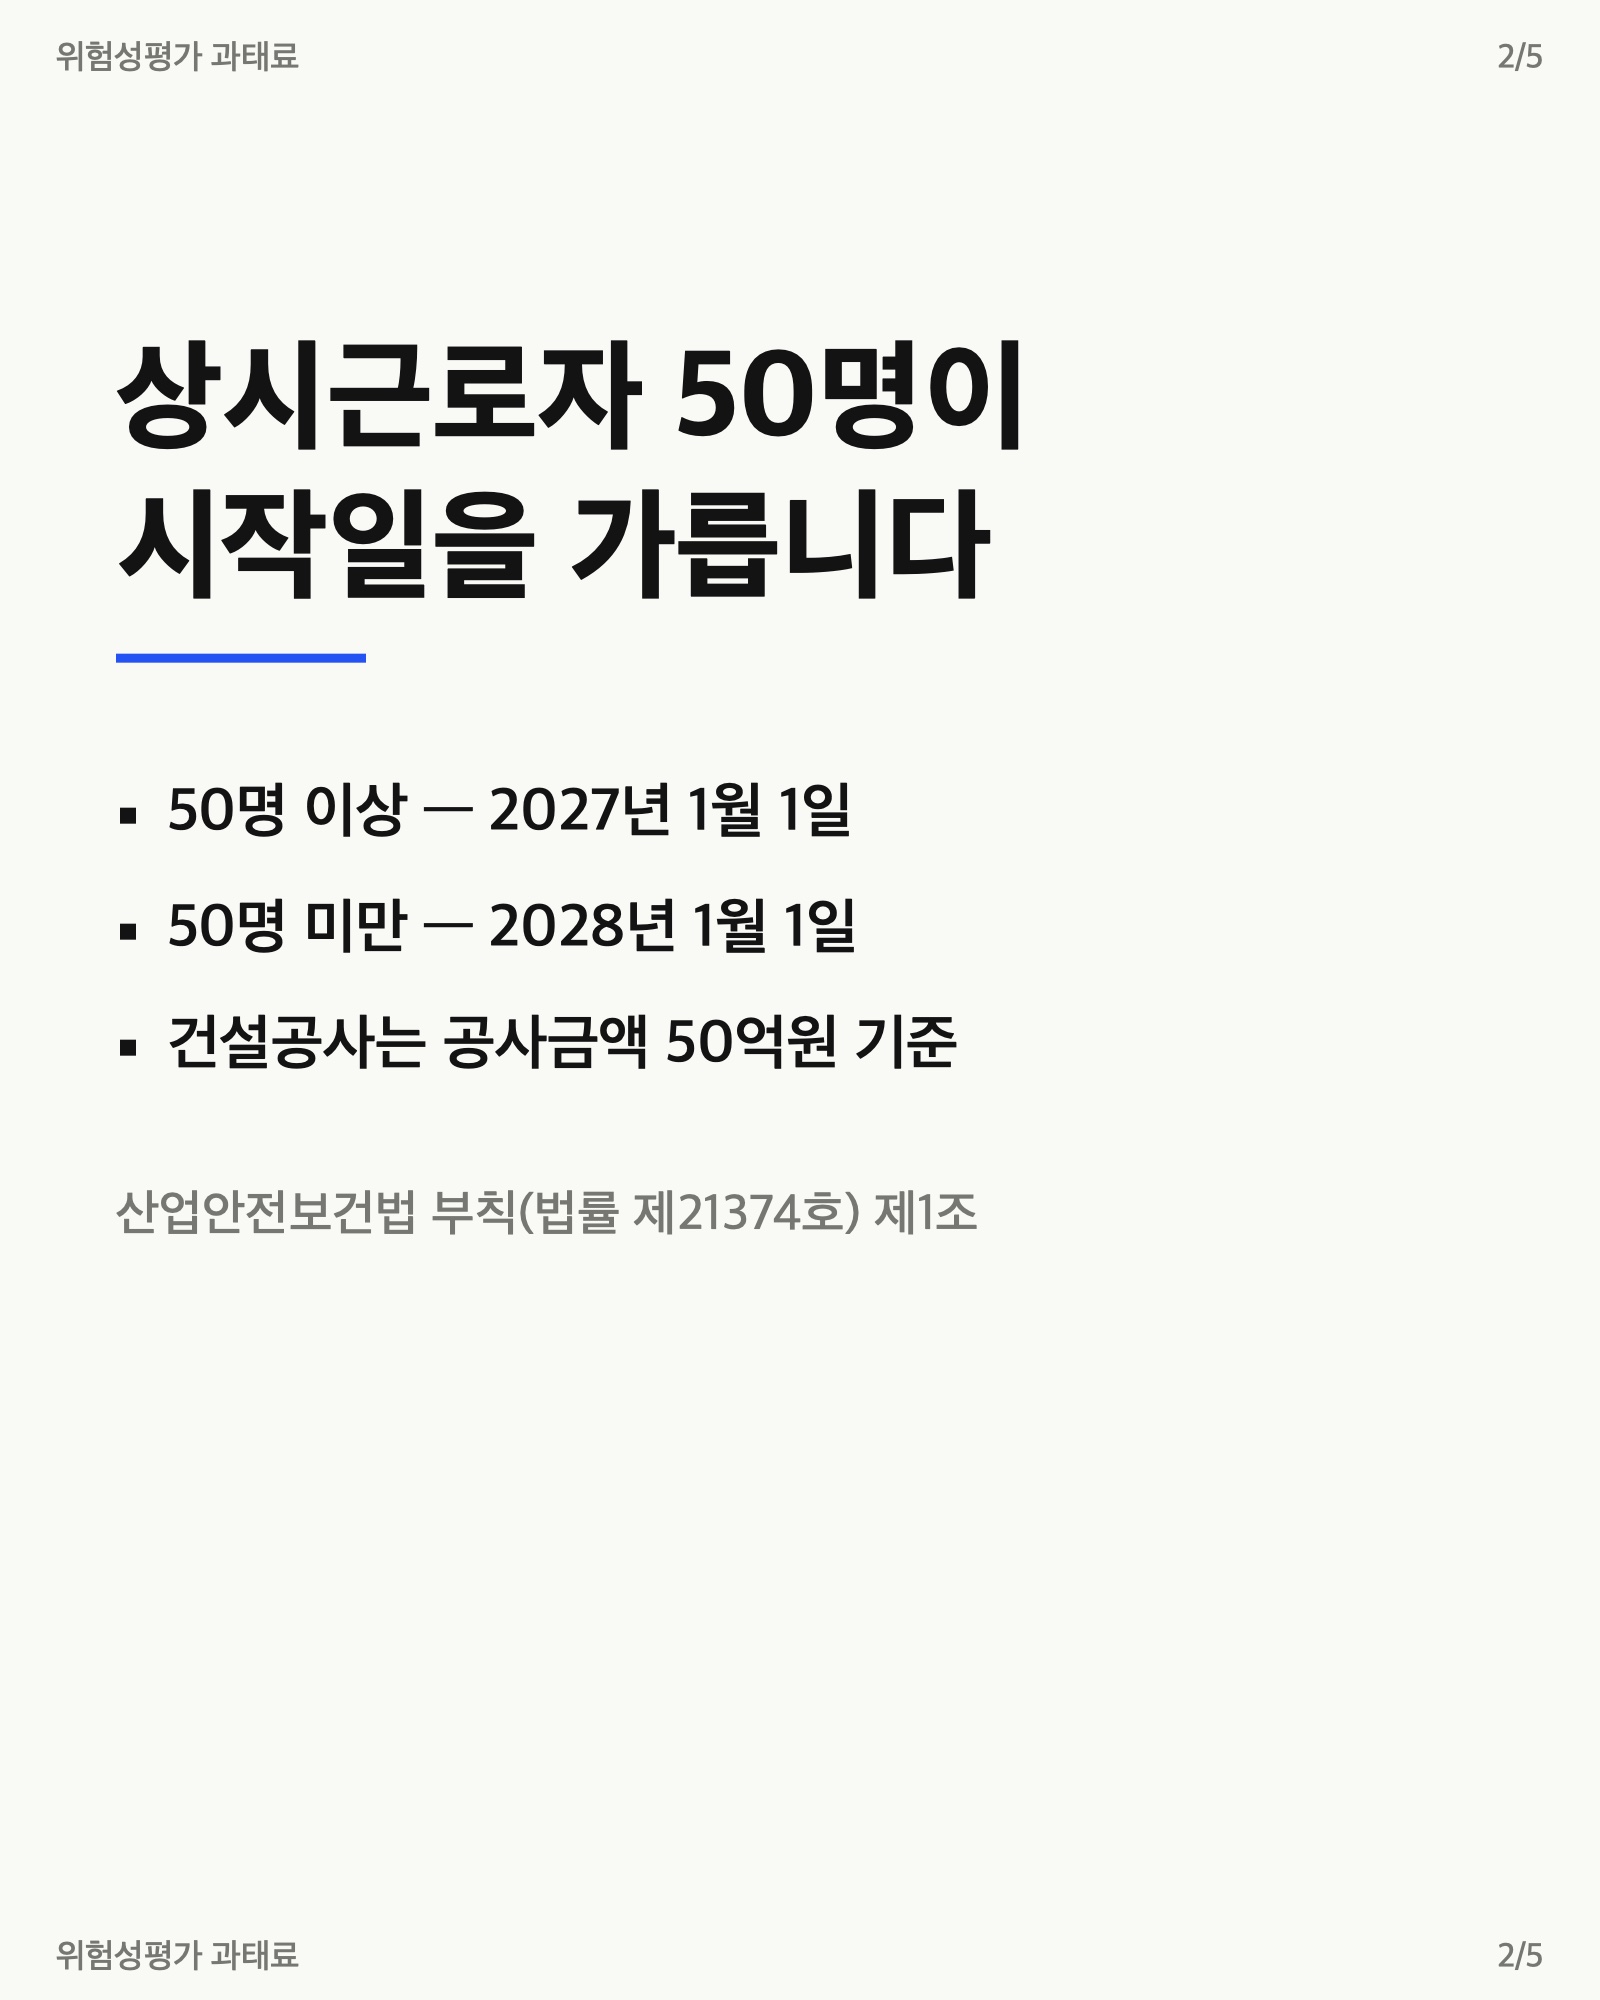 위험성평가 과태료
2/5
상시근로자 50명이
시작일을 가릅니다
▪ 50명 이상 — 2027년 1월 1일
▪ 50명 미만 — 2028년 1월 1일
▪ 건설공사는 공사금액 50억원 기준
산업안전보건법 부칙(법률 제21374호) 제1조
위험성평가 과태료
2/5